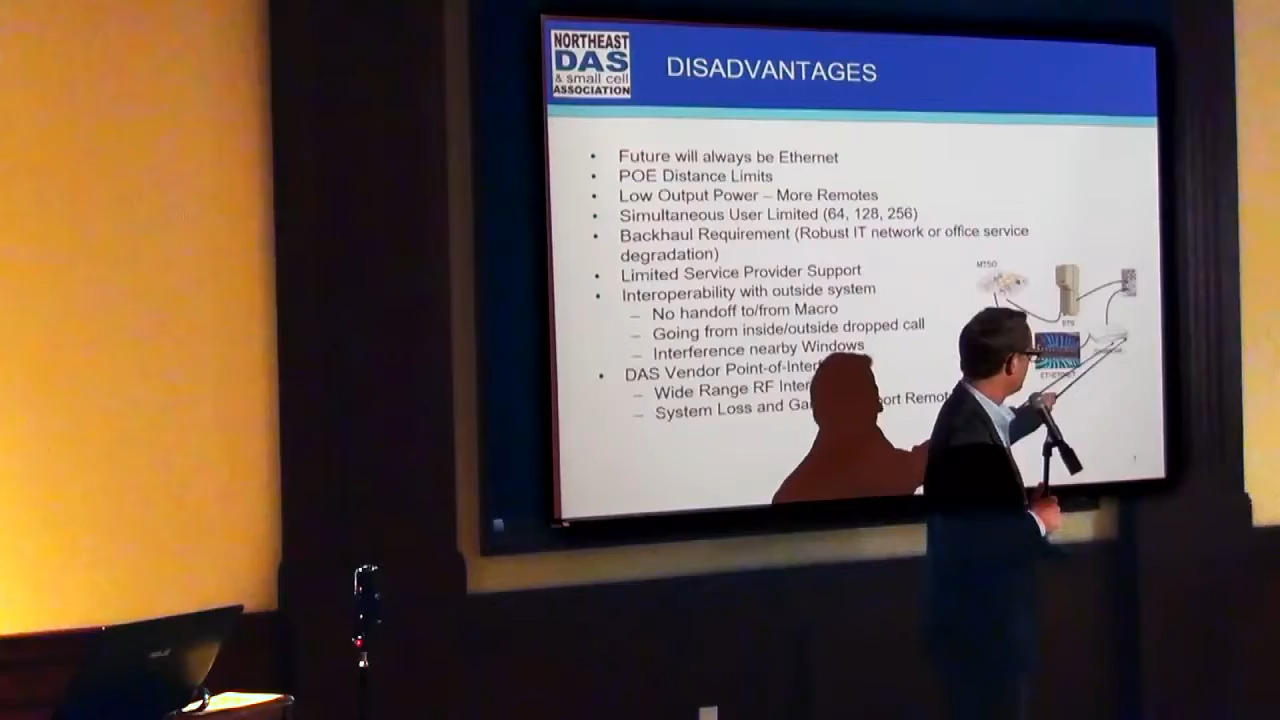 NORTHEAST
DAS
& small cell
ASSOCIATION
DISADVANTAGES
• Future will always be Ethernet
• POE Distance Limits
• Low Output Power – More Remotes
• Simultaneous User Limited (64, 128, 256)
• Backhaul Requirement (Robust IT network or office service
degradation)
• Limited Service Provider Support
• Interoperability with outside system
– No handoff to/from Macro
– Going from inside/outside dropped call
– Interference nearby Windows
• DAS Vendor Point-of-Inter
– Wide Range RF Inter
– System Loss and Ga
MTSO
BTS
ETHERNET